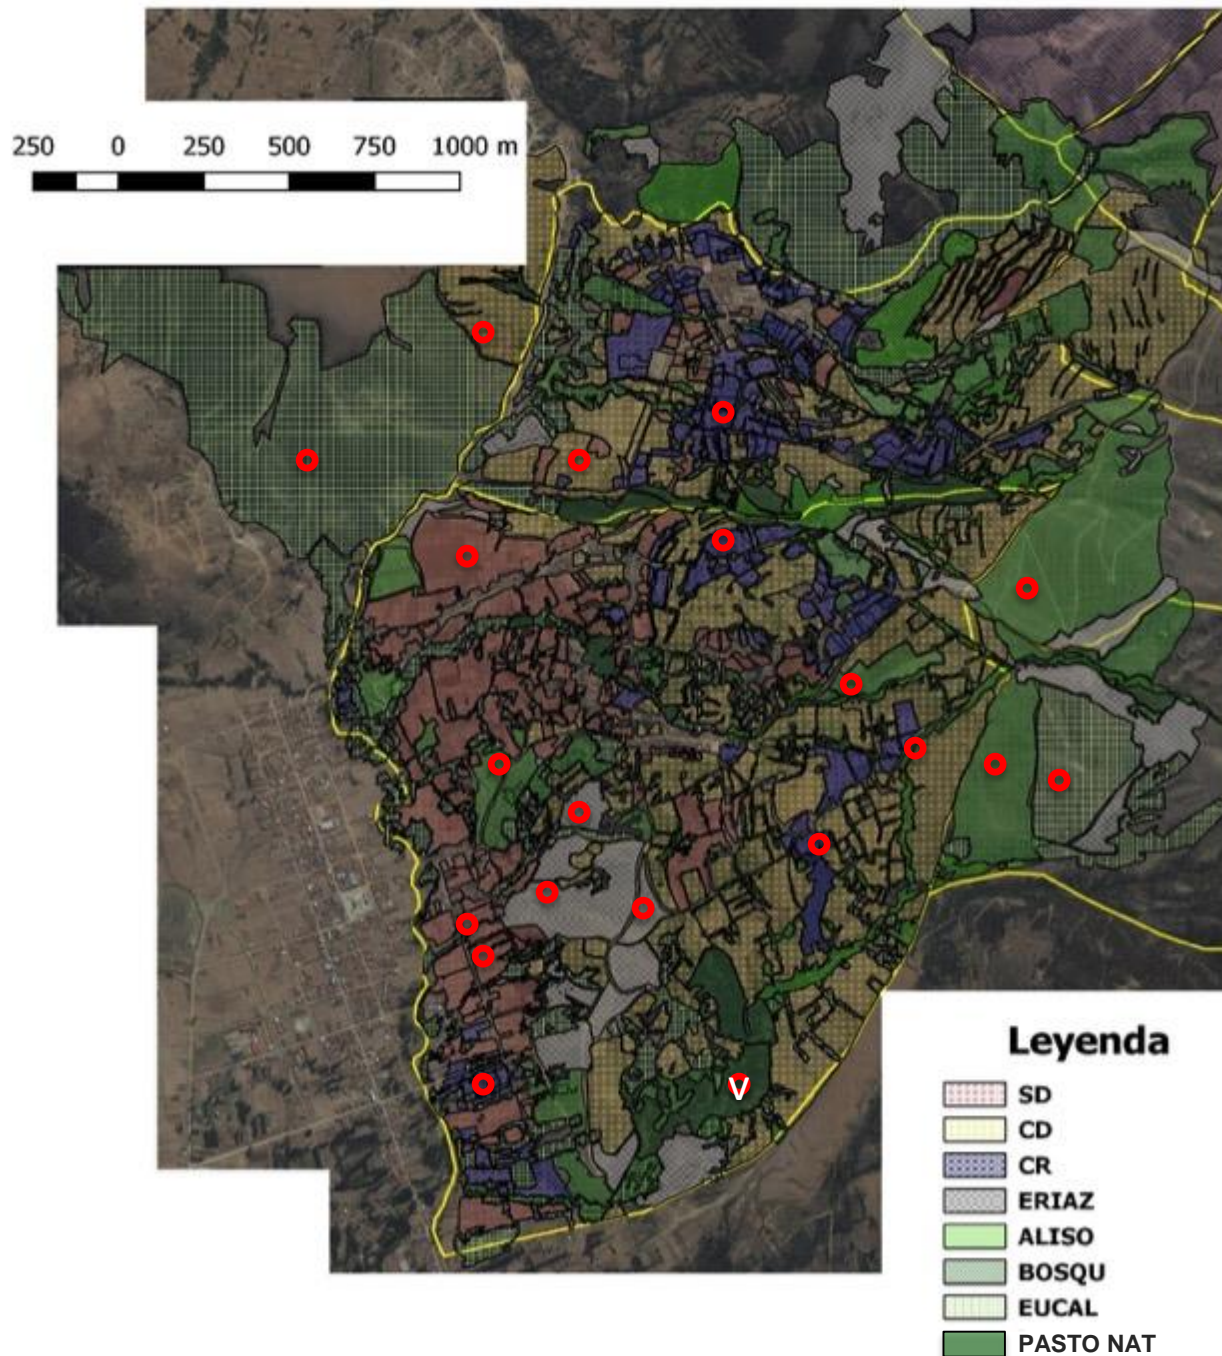 250 0 250 500 750 1000 m
V
Leyenda
SD
CD
CR
ERIAZ
ALISO
BOSQU
EUCAL
PASTO NAT